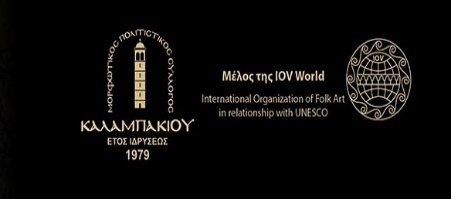 ΜΟΡΦΩΤΙΚΟΣ ΠΟΛΙΤΙΣΤΙΚΟΣ ΣΥΛΛΟΓΟΣ
ΚΑΛΑΜΠΑΚΙΟΥ
ΕΤΟΣ ΙΔΡΥΣΕΩΣ
1979
Μέλος της IOV World
International Organization of Folk Art
in relationship with UNESCO
IOV